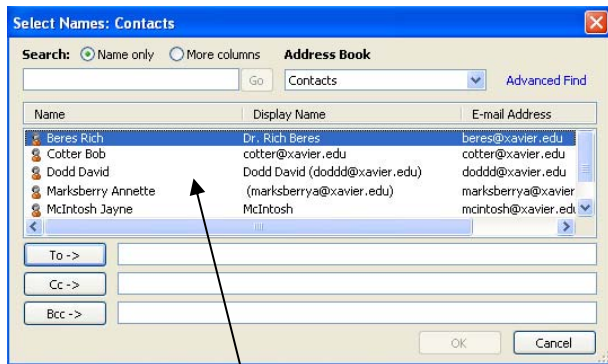 Select Names: Contacts
Search: Name only More columns Address Book
Go Contacts Advanced Find
Name Display Name E-mail Address
Beres Rich Dr. Rich Beres beres@xavier.edu
Cotter Bob cotter@xavier.edu cotter@xavier.edu
Dodd David Dodd David (doddd@xavier.edu) doddd@xavier.edu
Marksberry Annette (marksberrya@xavier.edu) marksberrya@xavier
McIntosh Jayne McIntosh mcintosh@xavier.edu
To ->
Cc ->
Bcc ->
OK Cancel